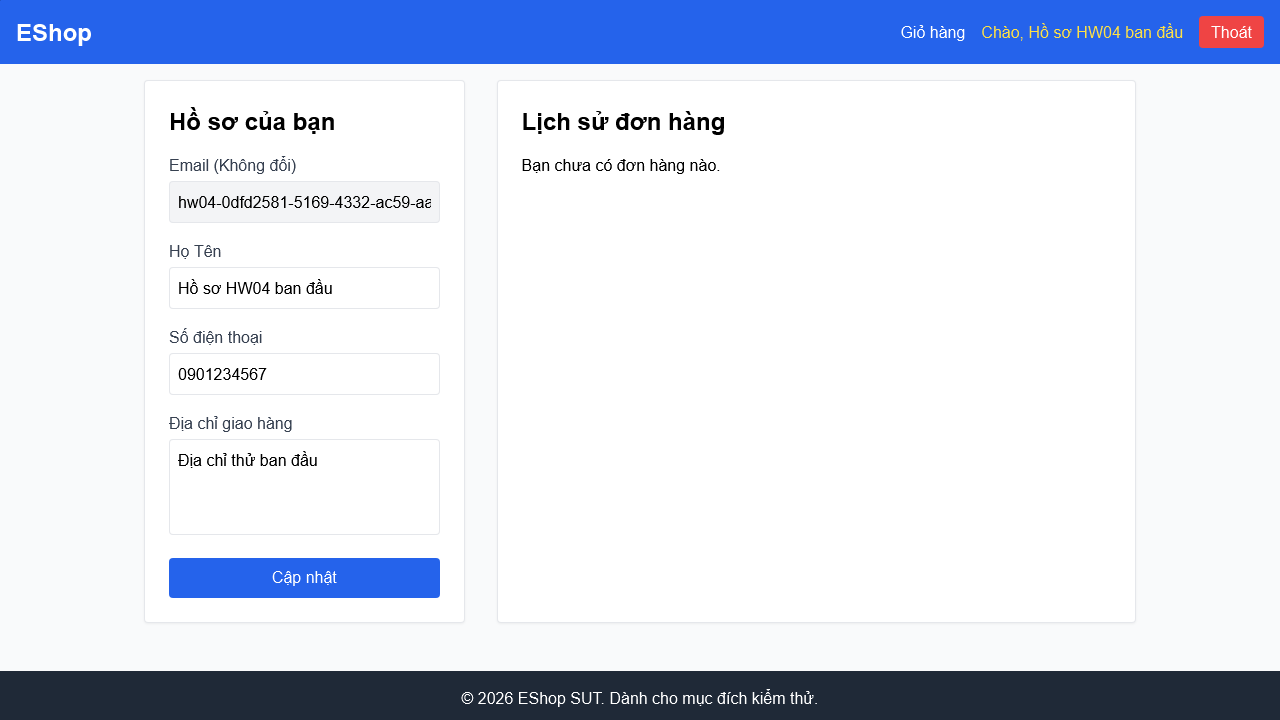 EShop
Giỏ hàng
Chào, Hồ sơ HW04 ban đầu
Thoát
Hồ sơ của bạn
Email (Không đổi)
hw04-0dfd2581-5169-4332-ac59-aa
Họ Tên
Hồ sơ HW04 ban đầu
Số điện thoại
0901234567
Địa chỉ giao hàng
Địa chỉ thử ban đầu
Cập nhật
Lịch sử đơn hàng
Bạn chưa có đơn hàng nào.
© 2026 EShop SUT. Dành cho mục đích kiểm thử.